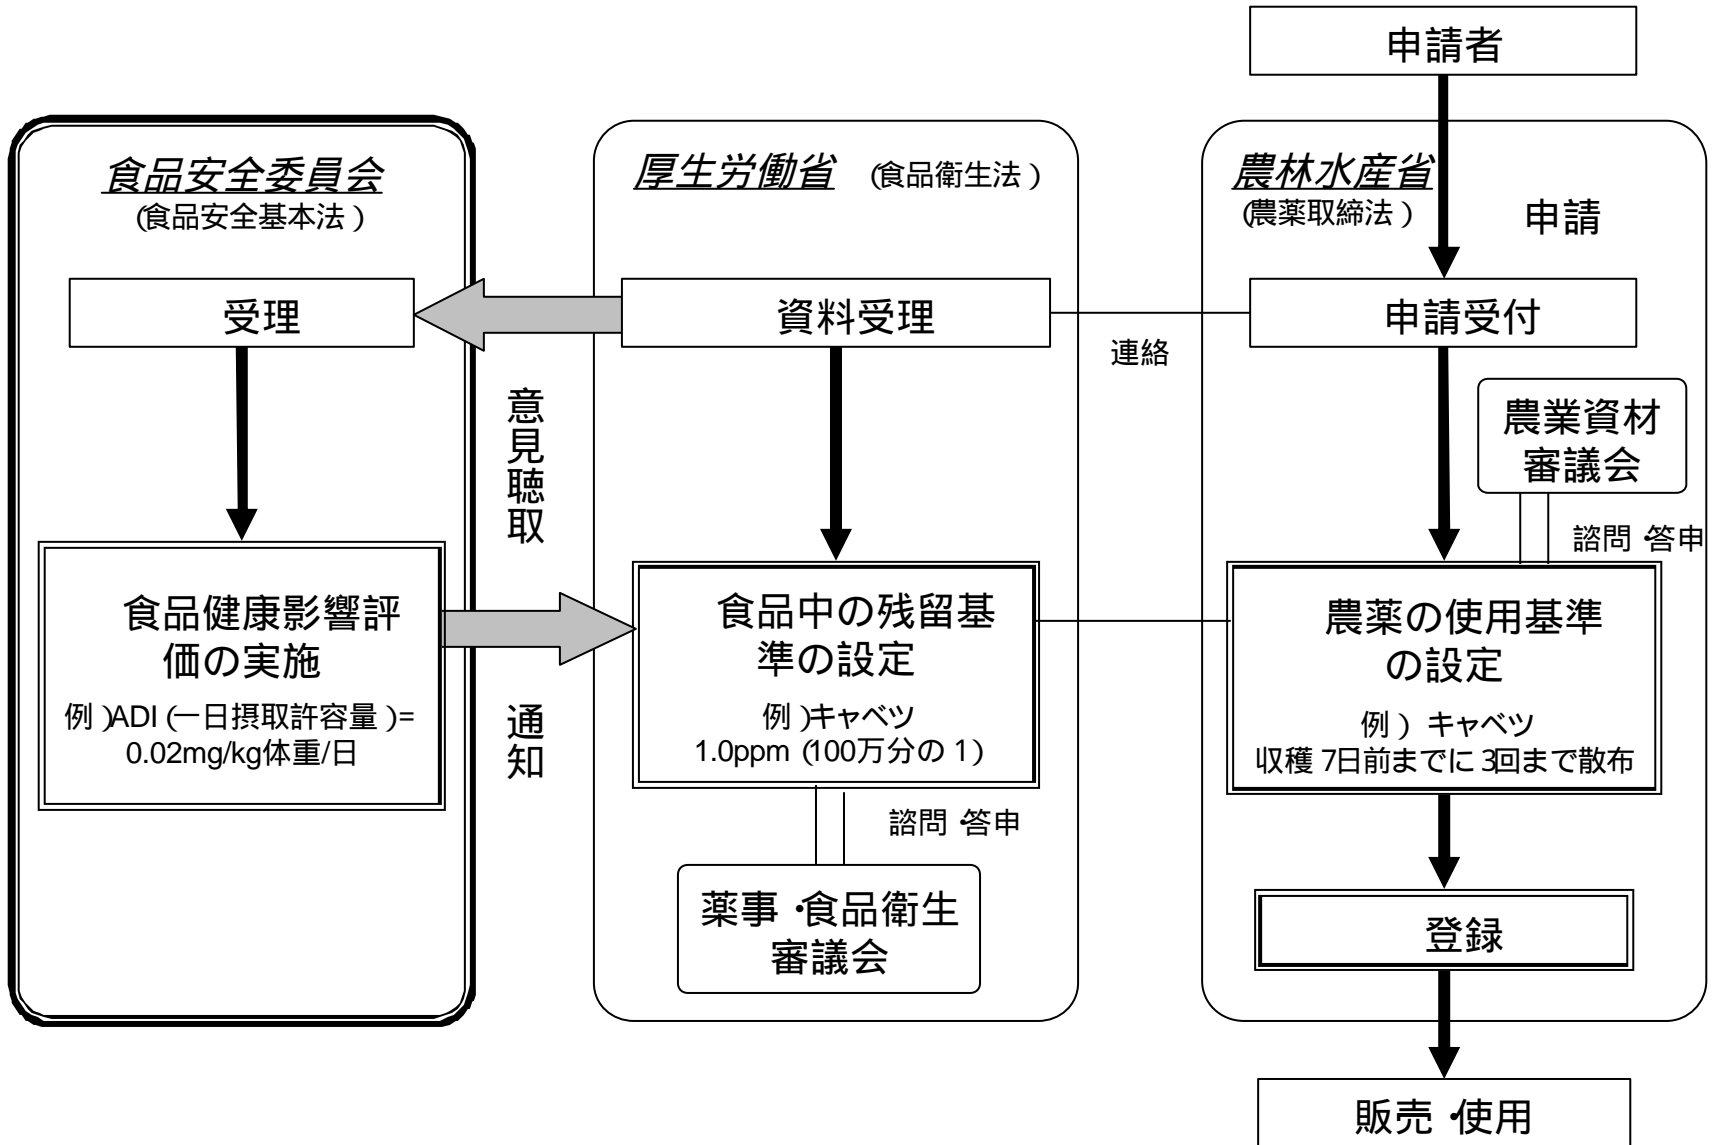 申請者
食品安全委員会
(食品安全基本法)
受理
食品健康影響評
価の実施
例)ADI(一日摂取許容量)=
0.02mg/kg体重/日
意見聴取
通知
厚生労働省 (食品衛生法)
資料受理
食品中の残留基
準の設定
例)キャベツ
1.0ppm (100万分の1)
諮問・答申
薬事・食品衛生
審議会
連絡
農林水産省
(農薬取締法)
申請
申請受付
農業資材
審議会
諮問・答申
農薬の使用基準
の設定
例) キャベツ
収穫7日前までに3回まで散布
登録
販売・使用